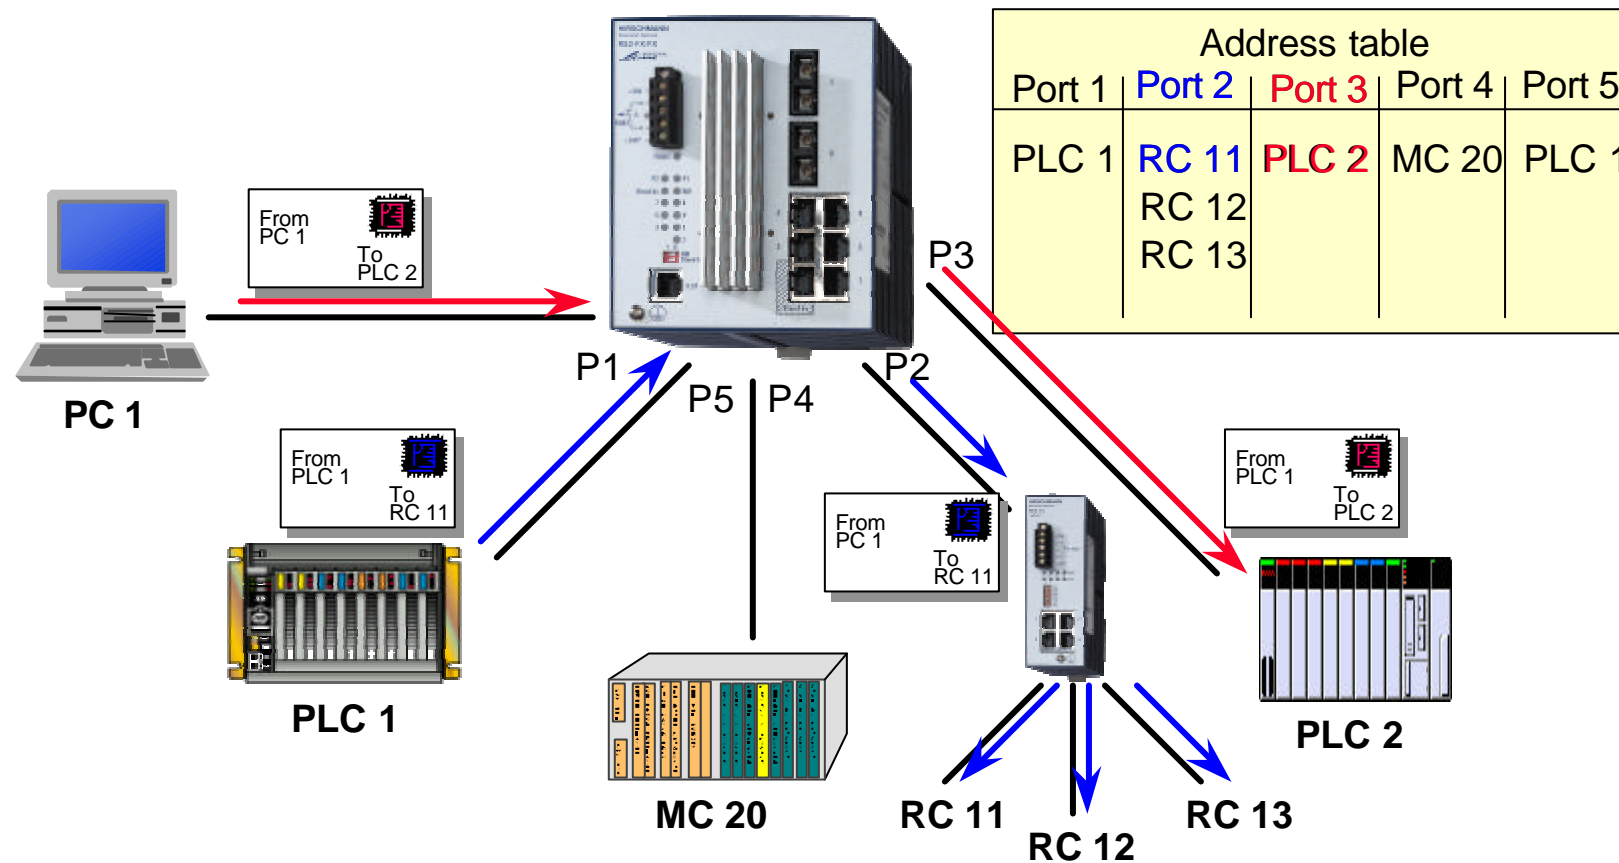 HIRSCHMANN
Address table
Port 1 Port 2 Port 3 Port 4 Port 5
PLC 1 RC 11 PLC 2 MC 20 PLC 1
RC 12
RC 13
From
PC 1
To
PLC 2
P3
P1
P2
P5 P4
PC 1
From
PLC 1
To
RC 11
From
PLC 1
To
PLC 2
From
PC 1
To
RC 11
PLC 1
PLC 2
MC 20
RC 11
RC 13
RC 12